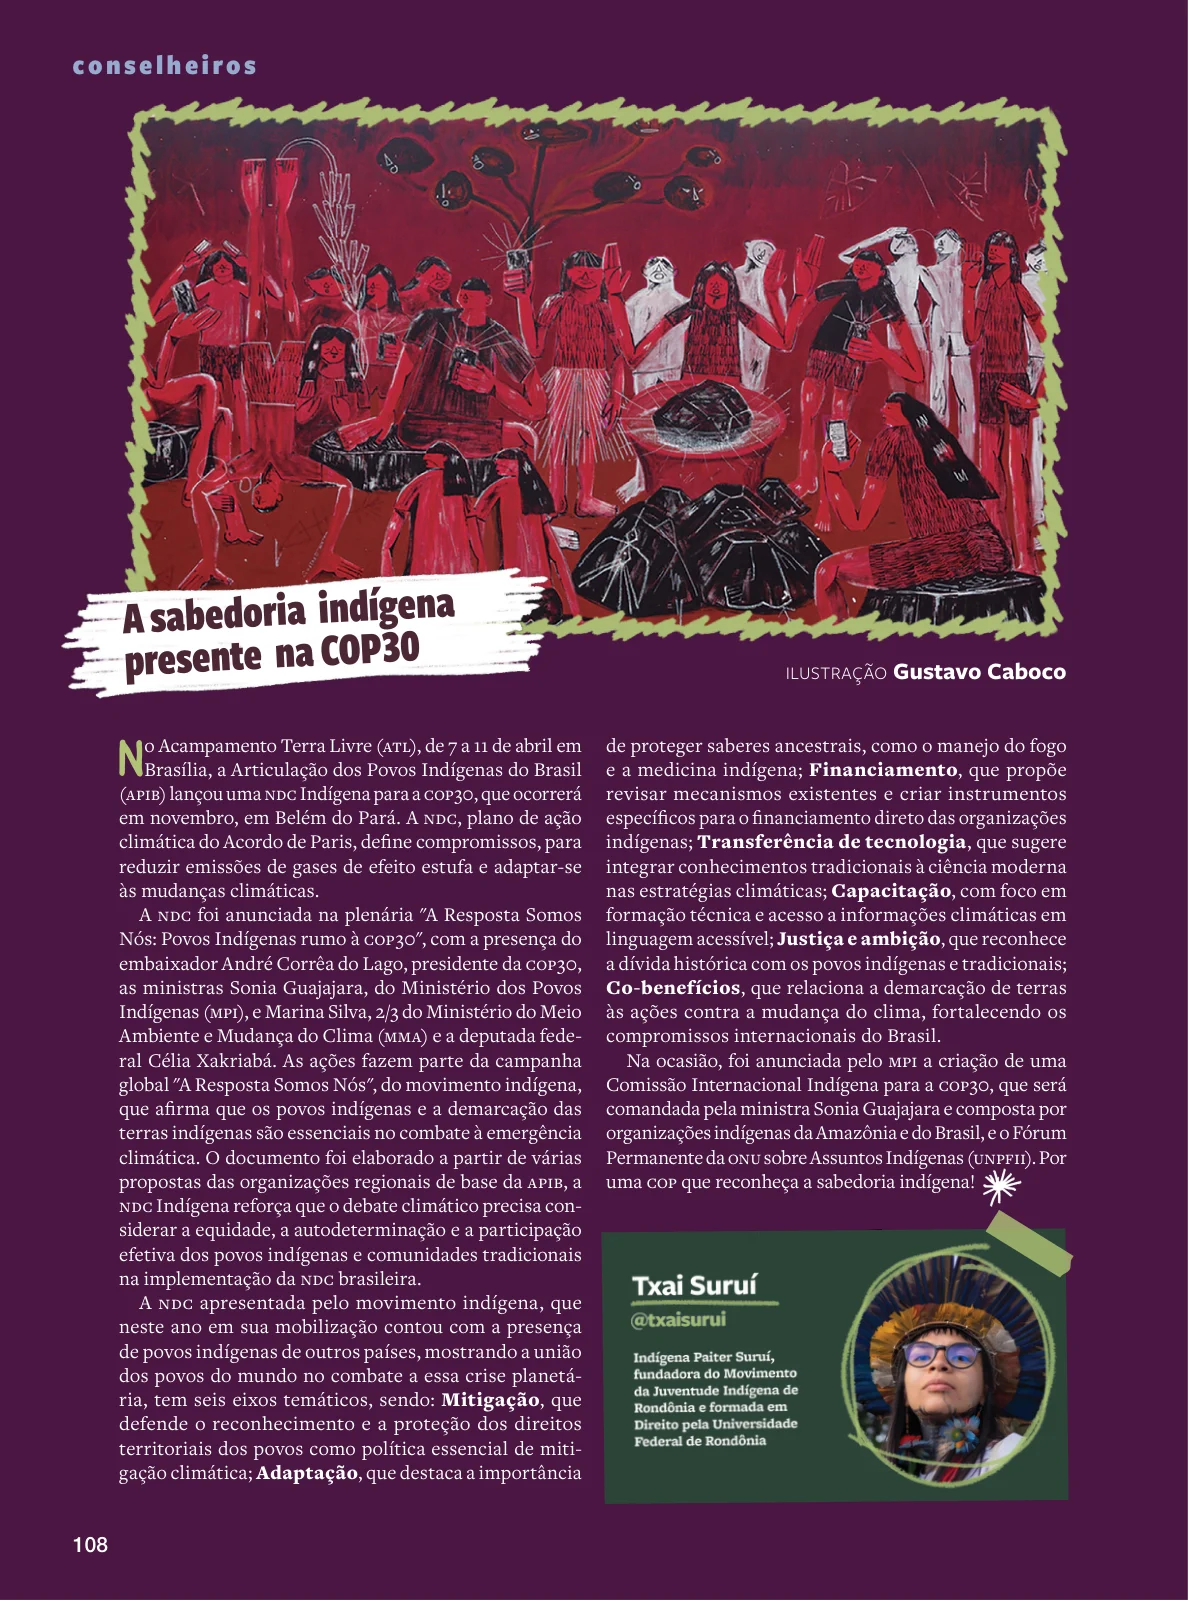 conselheiros
A sabedoria indígena
presente na COP30
ILUSTRAÇÃO Gustavo Caboco
No Acampamento Terra Livre (ATL), de 7 a 11 de abril em
Brasília, a Articulação dos Povos Indígenas do Brasil
(APIB) lançou uma NDC Indígena para a COP30, que ocorrerá
em novembro, em Belém do Pará. A NDC, plano de ação
climática do Acordo de Paris, define compromissos, para
reduzir emissões de gases de efeito estufa e adaptar-se
às mudanças climáticas.
A NDC foi anunciada na plenária "A Resposta Somos
Nós: Povos Indígenas rumo à COP30", com a presença do
embaixador André Corrêa do Lago, presidente da COP30,
as ministras Sonia Guajajara, do Ministério dos Povos
Indígenas (MPI), e Marina Silva, 2/3 do Ministério do Meio
Ambiente e Mudança do Clima (MMA) e a deputada fede-
ral Célia Xakriabá. As ações fazem parte da campanha
global "A Resposta Somos Nós", do movimento indígena,
que afirma que os povos indígenas e a demarcação das
terras indígenas são essenciais no combate à emergência
climática. O documento foi elaborado a partir de várias
propostas das organizações regionais de base da APIB, a
NDC Indígena reforça que o debate climático precisa con-
siderar a equidade, a autodeterminação e a participação
efetiva dos povos indígenas e comunidades tradicionais
na implementação da NDC brasileira.
A NDC apresentada pelo movimento indígena, que
neste ano em sua mobilização contou com a presença
de povos indígenas de outros países, mostrando a união
dos povos do mundo no combate a essa crise planetá-
ria, tem seis eixos temáticos, sendo: Mitigação, que
defende o reconhecimento e a proteção dos direitos
territoriais dos povos como política essencial de miti-
gação climática; Adaptação, que destaca a importância
de proteger saberes ancestrais, como o manejo do fogo
e a medicina indígena; Financiamento, que propõe
revisar mecanismos existentes e criar instrumentos
específicos para o financiamento direto das organizações
indígenas; Transferência de tecnologia, que sugere
integrar conhecimentos tradicionais à ciência moderna
nas estratégias climáticas; Capacitação, com foco em
formação técnica e acesso a informações climáticas em
linguagem acessível; Justiça e ambição, que reconhece
a dívida histórica com os povos indígenas e tradicionais;
Co-benefícios, que relaciona a demarcação de terras
às ações contra a mudança do clima, fortalecendo os
compromissos internacionais do Brasil.
Na ocasião, foi anunciada pelo MPI a criação de uma
Comissão Internacional Indígena para a COP30, que será
comandada pela ministra Sonia Guajajara e composta por
organizações indígenas da Amazônia e do Brasil, e o Fórum
Permanente da ONU sobre Assuntos Indígenas (UNPFII). Por
uma COP que reconheça a sabedoria indígena!
Txai Suruí
@txaisurui
Indígena Paiter Suruí,
fundadora do Movimento
da Juventude Indígena de
Rondônia e formada em
Direito pela Universidade
Federal de Rondônia
108